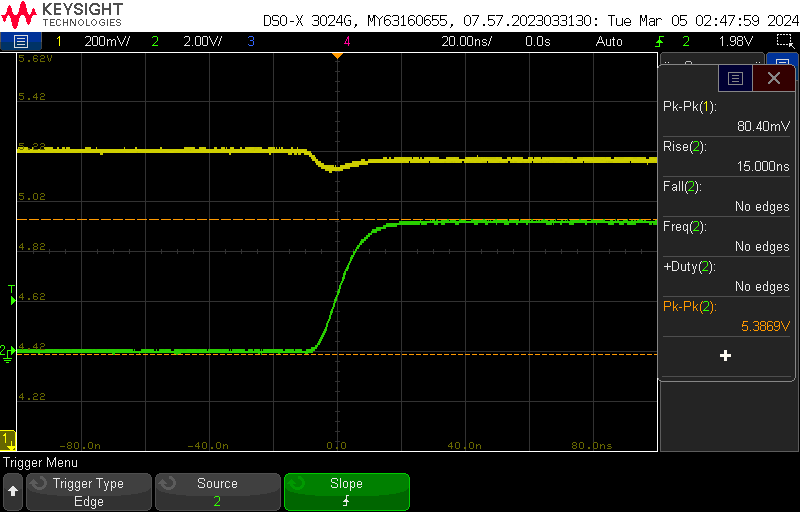 KEYSIGHT
TECHNOLOGIES
DSO-X 3024G, MY63160655, 07.57.2023033130: Tue Mar 05 02:47:59 2024
1 200mV/ 2 2.00V/ 3 4 20.00ns/ 0.0s Auto 2 1.98V
5.62V
5.42
5.22
5.02
4.82
4.62
4.42
4.22
T
2
1
-80.0n -40.0n 0.0 40.0n 80.0ns
Pk-Pk(1):
80.40mV
Rise(2):
15.000ns
Fall(2):
No edges
Freq(2):
No edges
+Duty(2):
No edges
Pk-Pk(2):
5.3869V
Trigger Menu
Trigger Type
Edge
Source
2
Slope